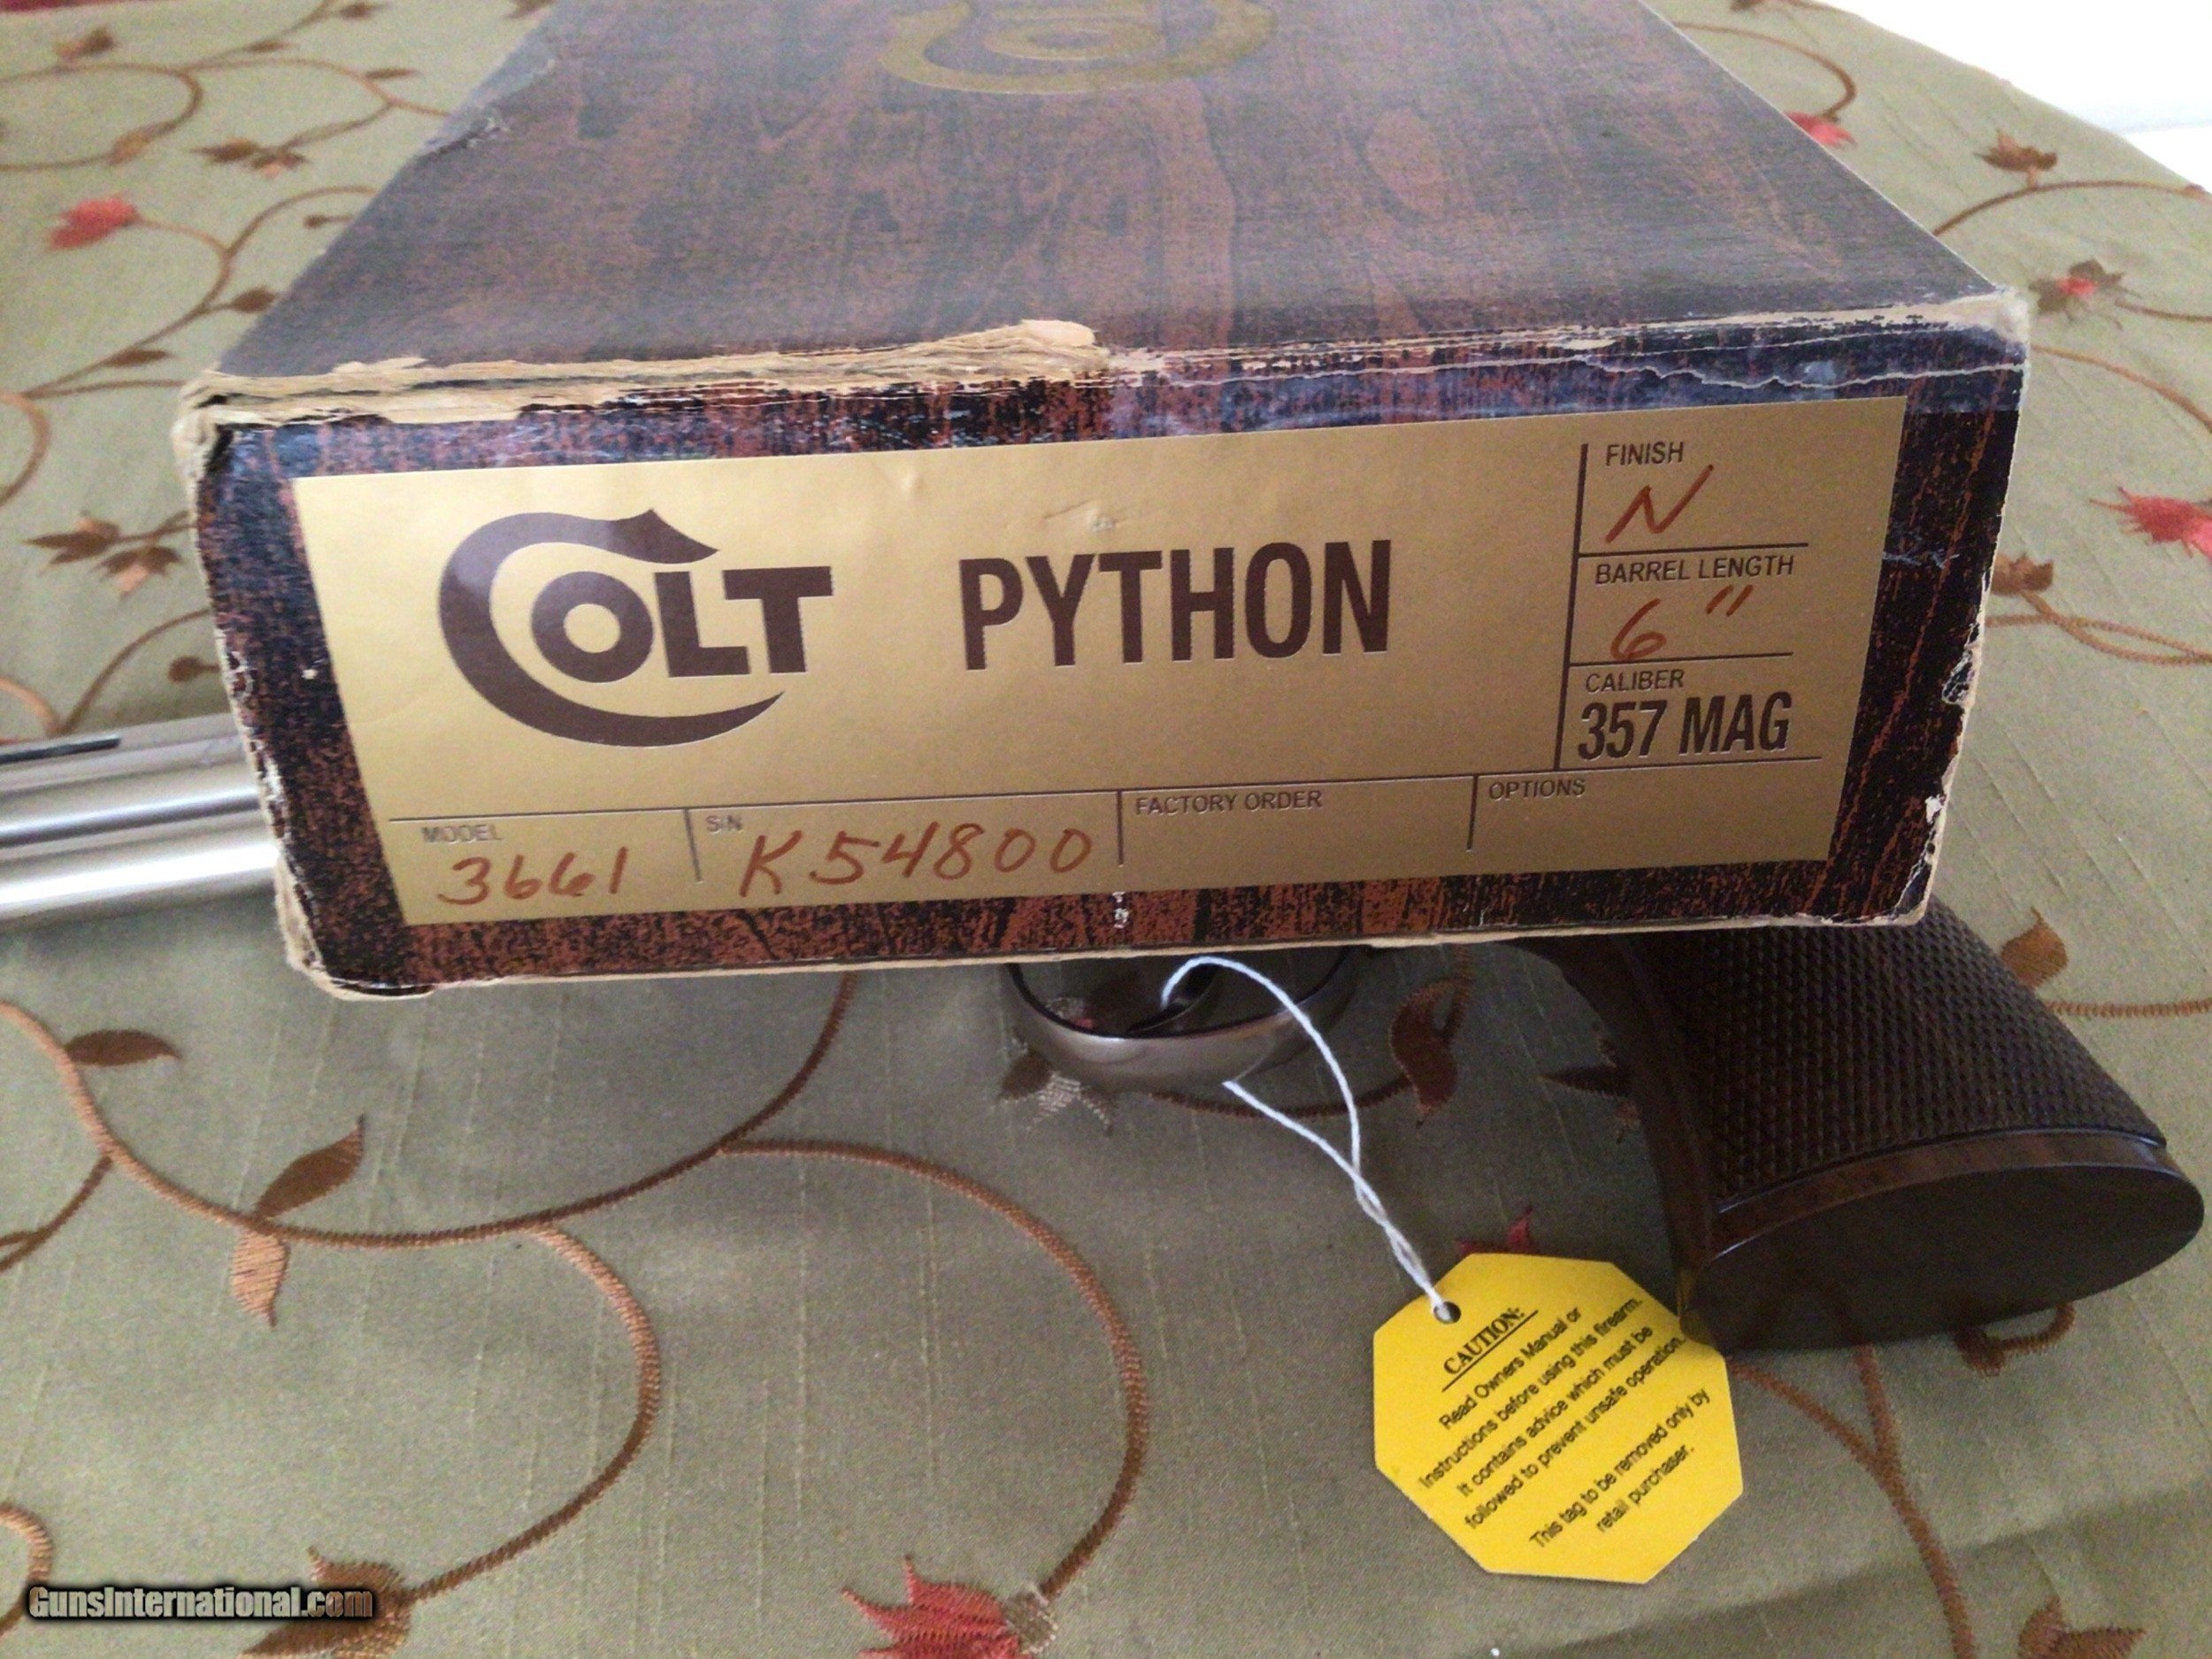 COLT PYTHON
FINISH
N
BARREL LENGTH
6"
CALIBER
357 MAG
MODEL
3661
S/N
K54800
FACTORY ORDER
OPTIONS
CAUTION:
Read Owners Manual or
Instructions before using this firearm.
It contains advice which must be
followed to prevent unsafe operation.
This tag to be removed only by
retail purchaser.
GunsInternational.com